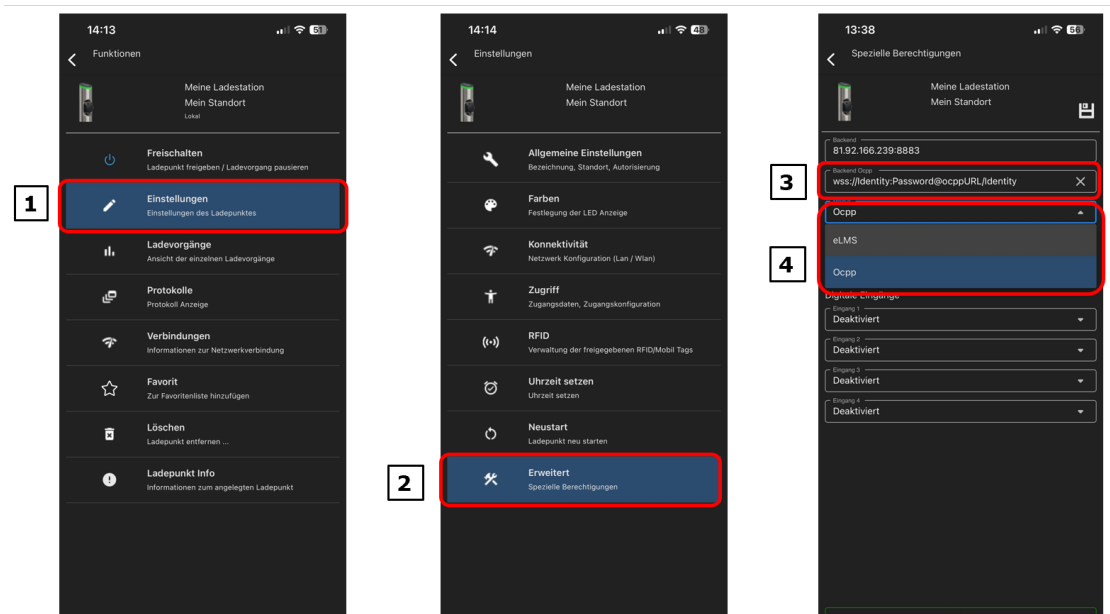 14:13
51
Funktionen
Meine Ladestation
Mein Standort
Lokal
Freischalten
Ladepunkt freigeben / Ladevorgang pausieren
1
Einstellungen
Einstellungen des Ladepunktes
Ladevorgänge
Ansicht der einzelnen Ladevorgänge
Protokolle
Protokoll Anzeige
Verbindungen
Informationen zur Netzwerkverbindung
Favorit
Zur Favoritenliste hinzufügen
Löschen
Ladepunkt entfernen ...
Ladepunkt Info
Informationen zum angelegten Ladepunkt
14:14
48
Einstellungen
Meine Ladestation
Mein Standort
Allgemeine Einstellungen
Bezeichnung, Standort, Autorisierung
Farben
Festlegung der LED Anzeige
Konnektivität
Netzwerk Konfiguration (Lan / Wlan)
Zugriff
Zugangsdaten, Zugangskonfiguration
RFID
Verwaltung der freigegebenen RFID/Mobil Tags
Uhrzeit setzen
Uhrzeit setzen
Neustart
Ladepunkt neu starten
2
Erweitert
Spezielle Berechtigungen
13:38
56
Spezielle Berechtigungen
Meine Ladestation
Mein Standort
Backend
81.92.166.239:8883
3
Backend Ocpp
wss://Identity:Password@ocppURL/Identity
Ocpp
4
eLMS
Ocpp
Digitale Eingänge
Eingang 1
Deaktiviert
Eingang 2
Deaktiviert
Eingang 3
Deaktiviert
Eingang 4
Deaktiviert